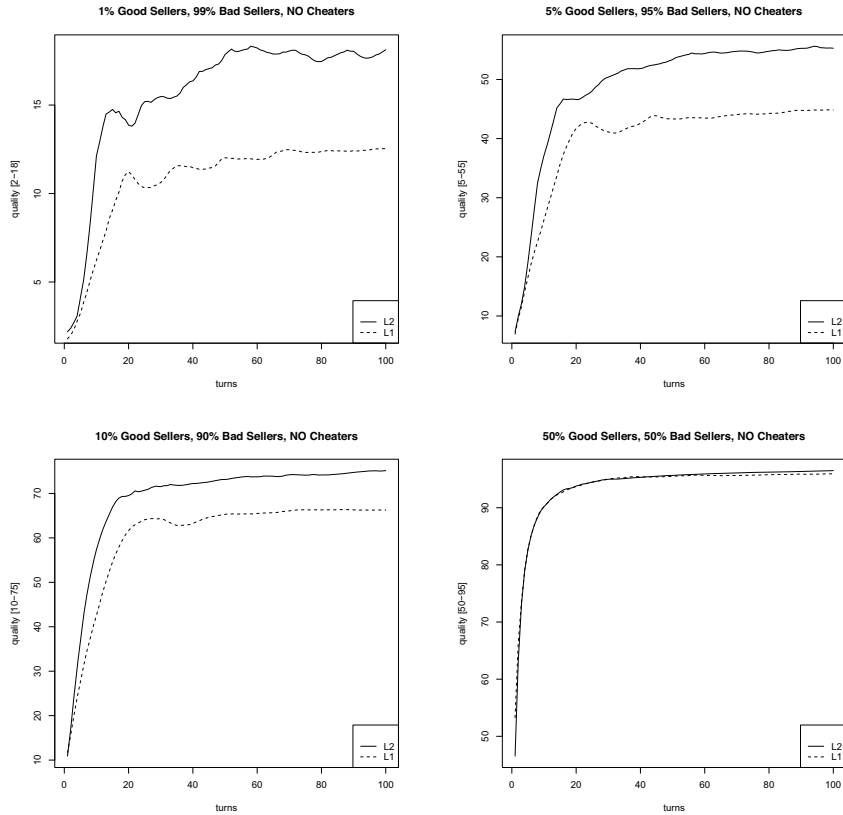 1% Good Sellers, 99% Bad Sellers, NO Cheaters
quality [2−18]
15
10
5
0 20 40 60 80 100
turns
L2
L1
5% Good Sellers, 95% Bad Sellers, NO Cheaters
quality [5−55]
50
40
30
20
10
0 20 40 60 80 100
turns
L2
L1
10% Good Sellers, 90% Bad Sellers, NO Cheaters
quality [10−75]
70
60
50
40
30
20
10
0 20 40 60 80 100
turns
L2
L1
50% Good Sellers, 50% Bad Sellers, NO Cheaters
quality [50−95]
90
80
70
60
50
0 20 40 60 80 100
turns
L2
L1